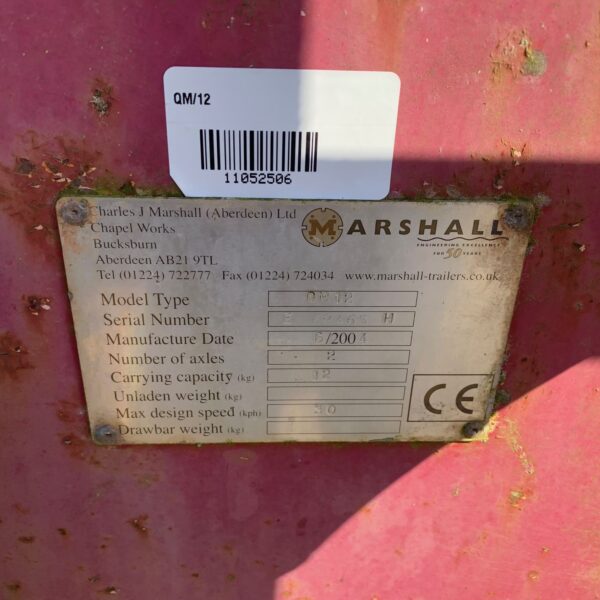 QM/12
11052506
Charles J Marshall (Aberdeen) Ltd
Chapel Works
Bucksburn
Aberdeen AB21 9TL
Tel (01224) 722777 Fax (01224) 724034 www.marshall-trailers.co.uk
MARSHALL
ENGINEERING EXCELLENCE
FOR 50 YEARS
Model Type QM 12
Serial Number
Manufacture Date 6/2004
Number of axles 2
Carrying capacity (kg) 12
Unladen weight (kg)
Max design speed (kph) 30
Drawbar weight (kg)
CE